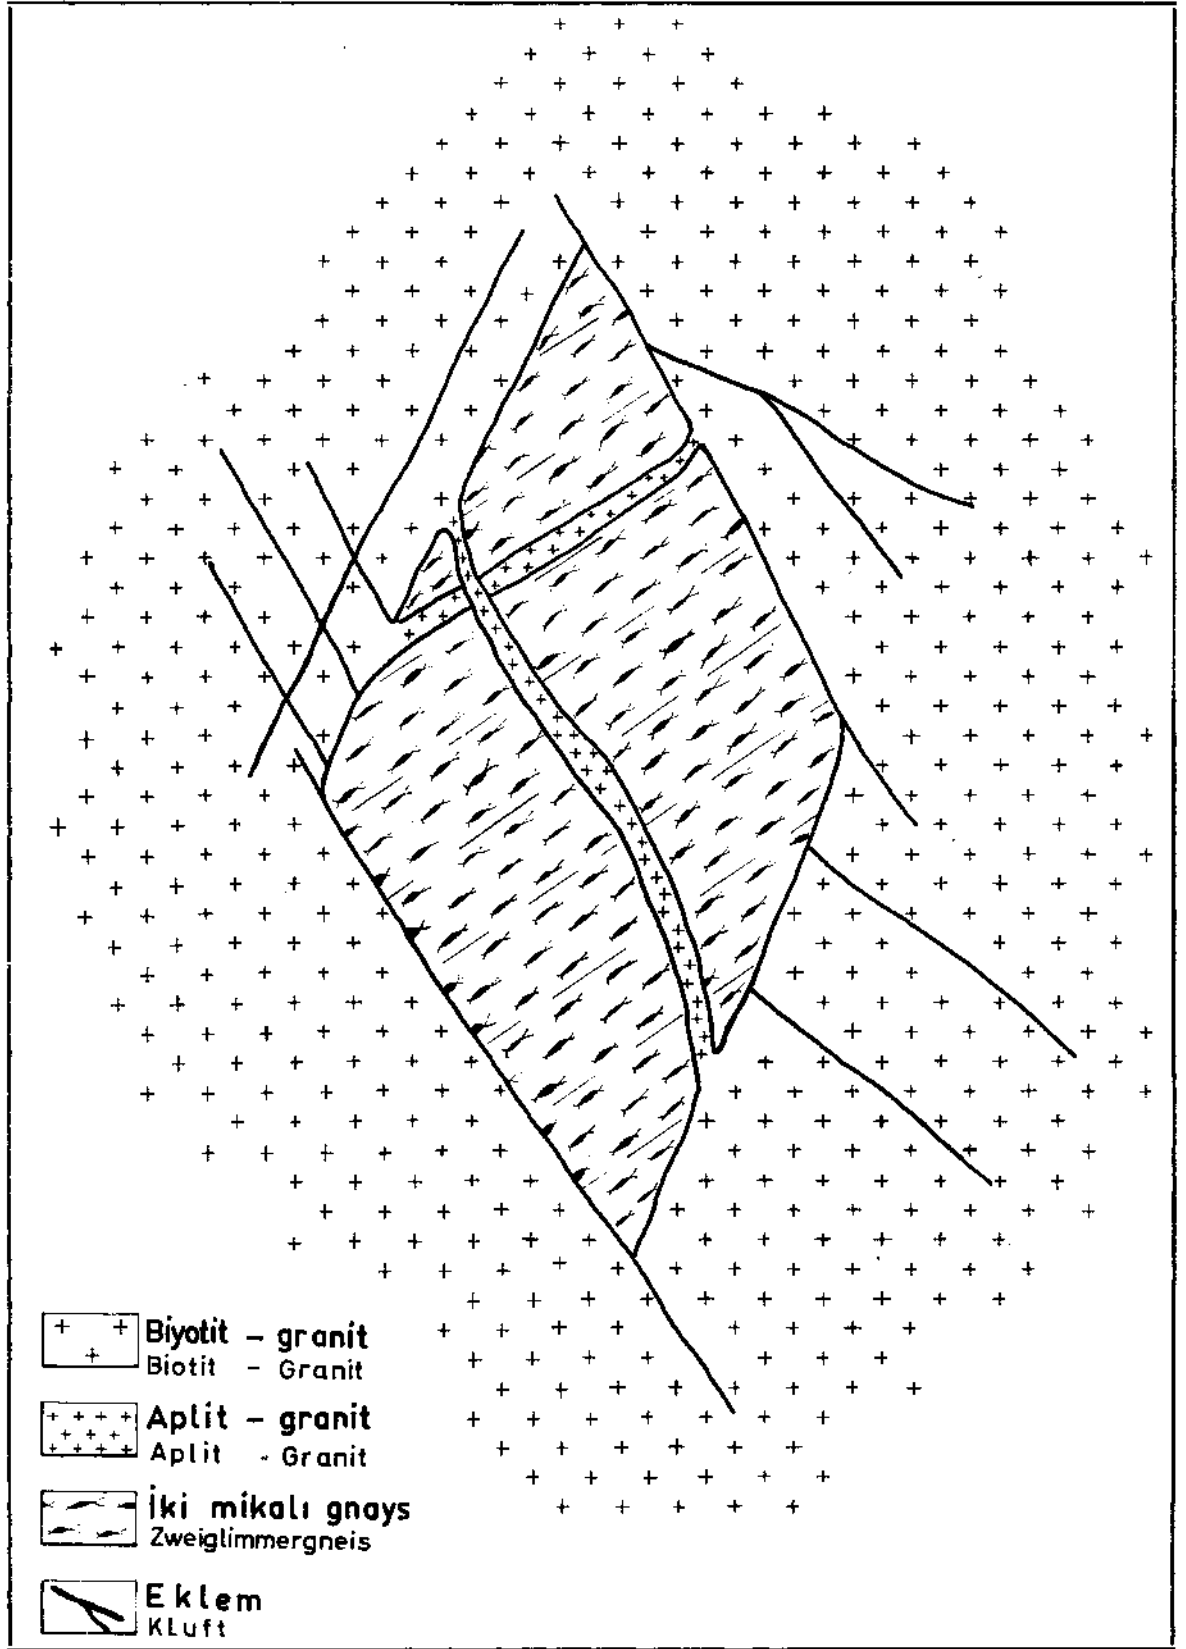 Biyotit - granit
Biotit - Granit
Aplit - granit
Aplit - Granit
İki mikalı gnays
Zweiglimmergneis
Eklem
Kluft